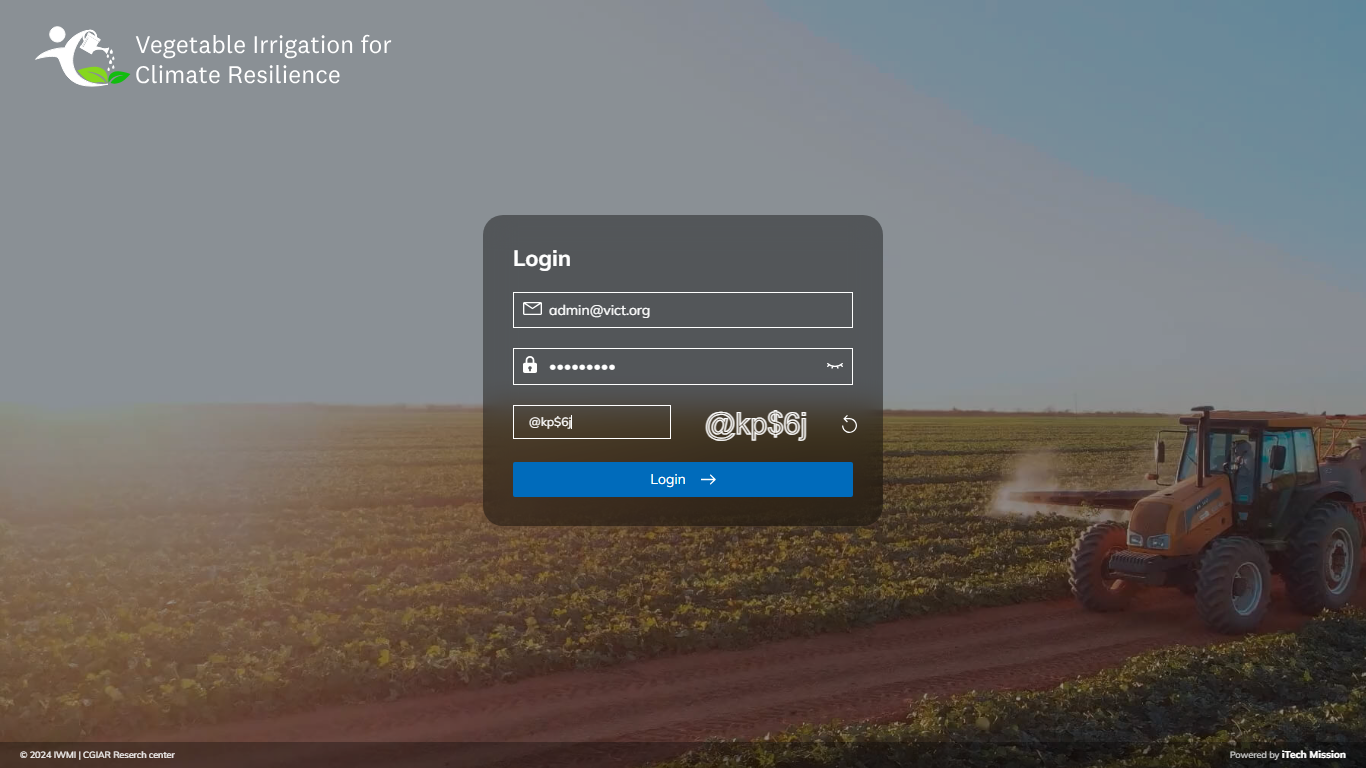 Vegetable Irrigation for
Climate Resilience
Login
admin@vict.org
@kp$6j
@kp$6j
Login
© 2024 IWMI | CGIAR Reserch center
Powered by iTech Mission